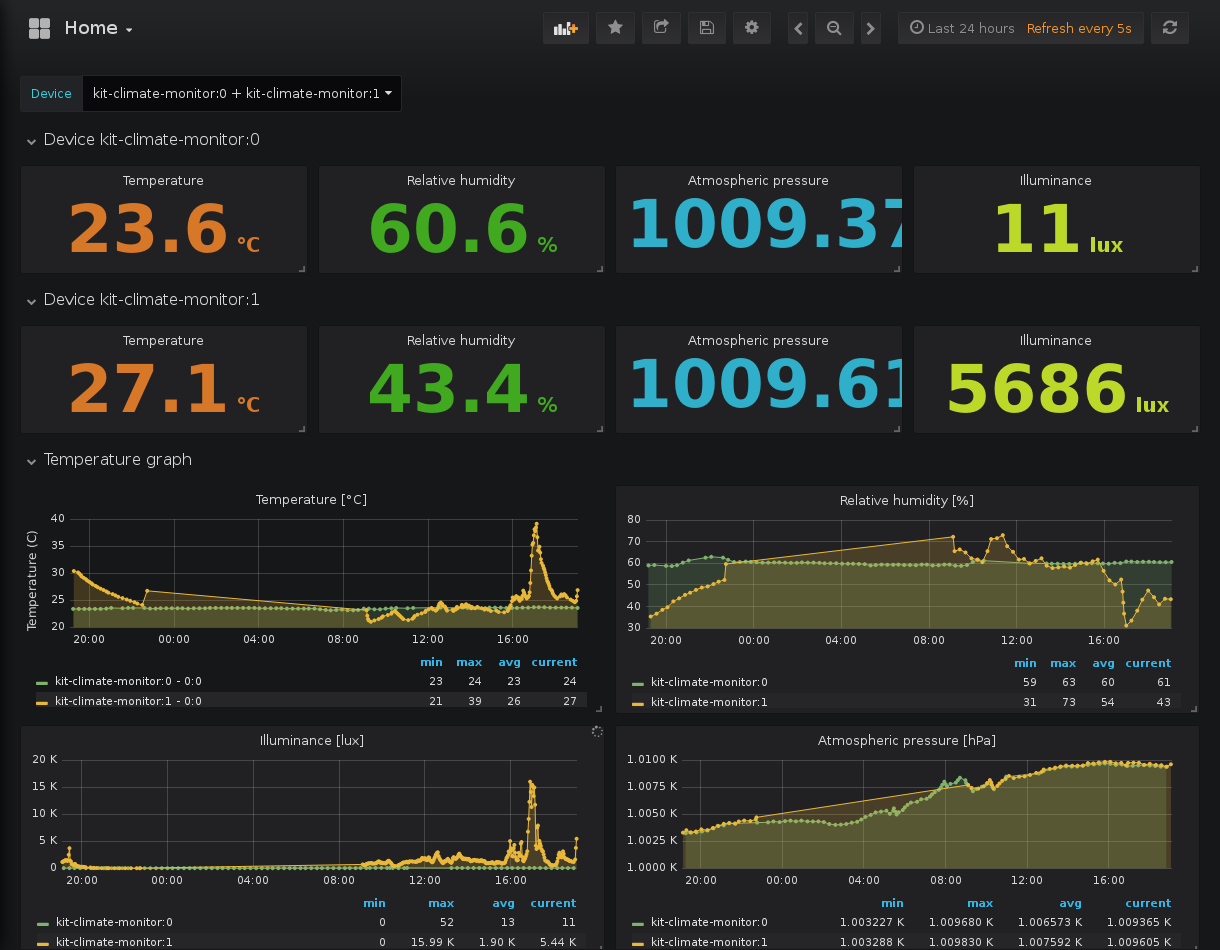 Home
Last 24 hours Refresh every 5s
Device kit-climate-monitor:0 + kit-climate-monitor:1
Device kit-climate-monitor:0
Temperature Relative humidity Atmospheric pressure Illuminance
23.6 °C 60.6 % 1009.37 11 lux
Device kit-climate-monitor:1
Temperature Relative humidity Atmospheric pressure Illuminance
27.1 °C 43.4 % 1009.61 5686 lux
Temperature graph
Temperature [°C]
Temperature (C)
40
35
30
25
20
20:00 00:00 04:00 08:00 12:00 16:00
min max avg current
kit-climate-monitor:0 - 0:0 23 24 23 24
kit-climate-monitor:1 - 0:0 21 39 26 27
Relative humidity [%]
80
70
60
50
40
30
20:00 00:00 04:00 08:00 12:00 16:00
min max avg current
kit-climate-monitor:0 59 63 60 61
kit-climate-monitor:1 31 73 54 43
Illuminance [lux]
20 K
15 K
10 K
5 K
0
20:00 00:00 04:00 08:00 12:00 16:00
min max avg current
kit-climate-monitor:0 0 52 13 11
kit-climate-monitor:1 0 15.99 K 1.90 K 5.44 K
Atmospheric pressure [hPa]
1.0100 K
1.0075 K
1.0050 K
1.0025 K
1.0000 K
20:00 00:00 04:00 08:00 12:00 16:00
min max avg current
kit-climate-monitor:0 1.003227 K 1.009680 K 1.006573 K 1.009365 K
kit-climate-monitor:1 1.003288 K 1.009830 K 1.007592 K 1.009605 K